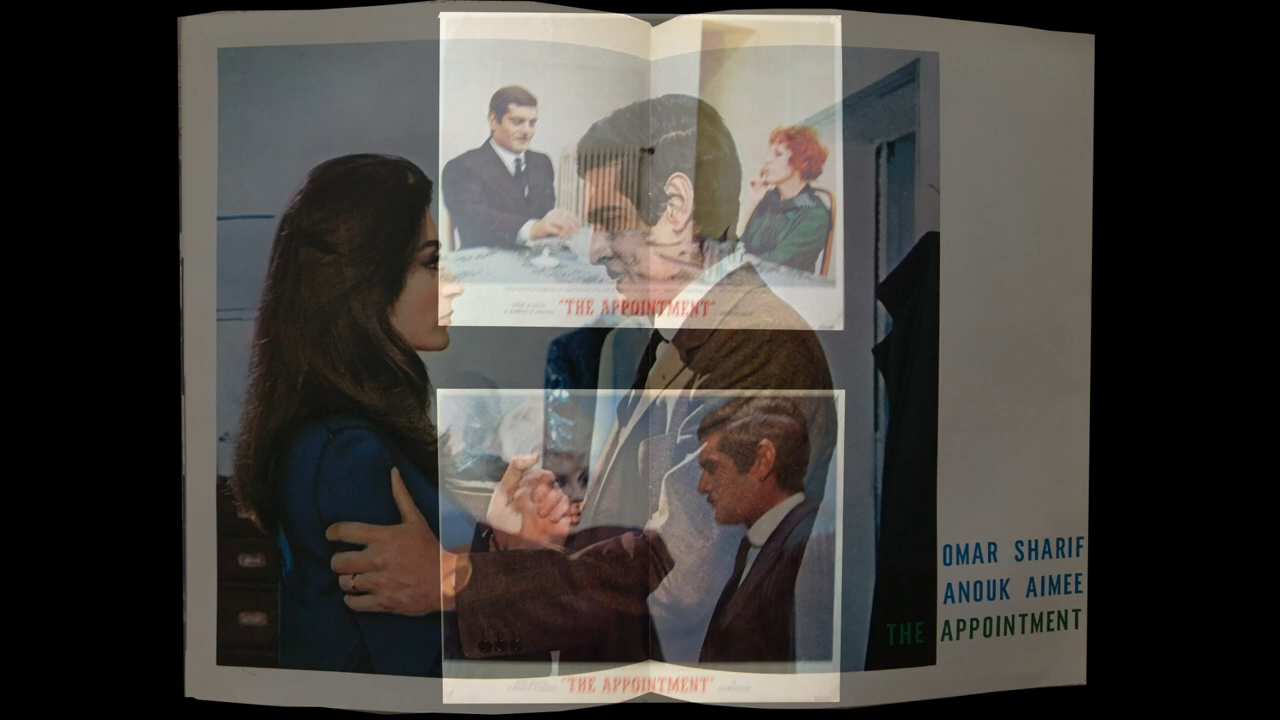 "THE APPOINTMENT"
OMAR SHARIF
ANOUK AIMEE
THE APPOINTMENT
"THE APPOINTMENT"